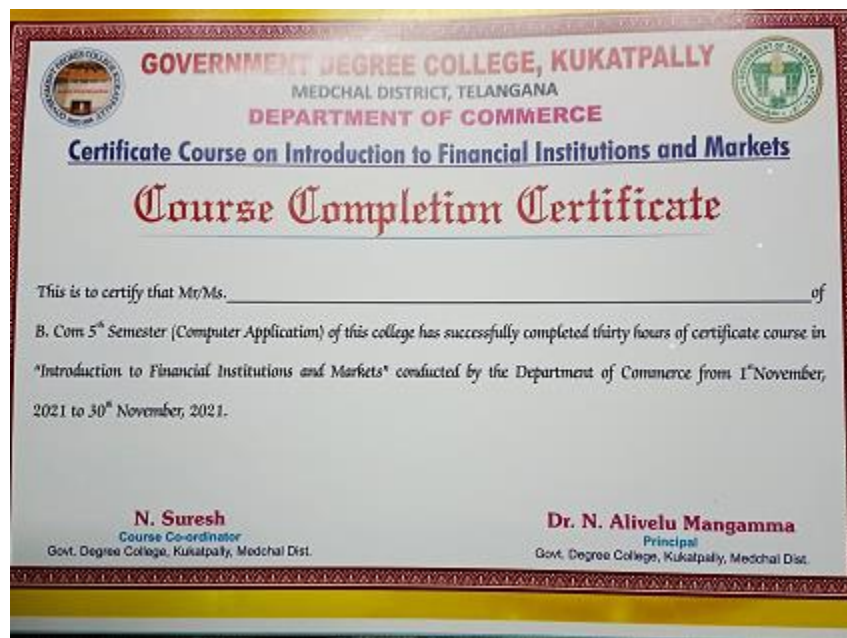 GOVERNMENT DEGREE COLLEGE, KUKATPALLY
MEDCHAL DISTRICT, TELANGANA
DEPARTMENT OF COMMERCE
Certificate Course on Introduction to Financial Institutions and Markets
Course Completion Certificate
This is to certify that Mr/Ms.______________________________of
B. Com 5th Semester (Computer Application) of this college has successfully completed thirty hours of certificate course in
"Introduction to Financial Institutions and Markets" conducted by the Department of Commerce from 1st November,
2021 to 30th November, 2021.
N. Suresh
Course Co-ordinator
Govt. Degree College, Kukatpally, Medchal Dist.
Dr. N. Alivelu Mangamma
Principal
Govt. Degree College, Kukatpally, Medchal Dist.